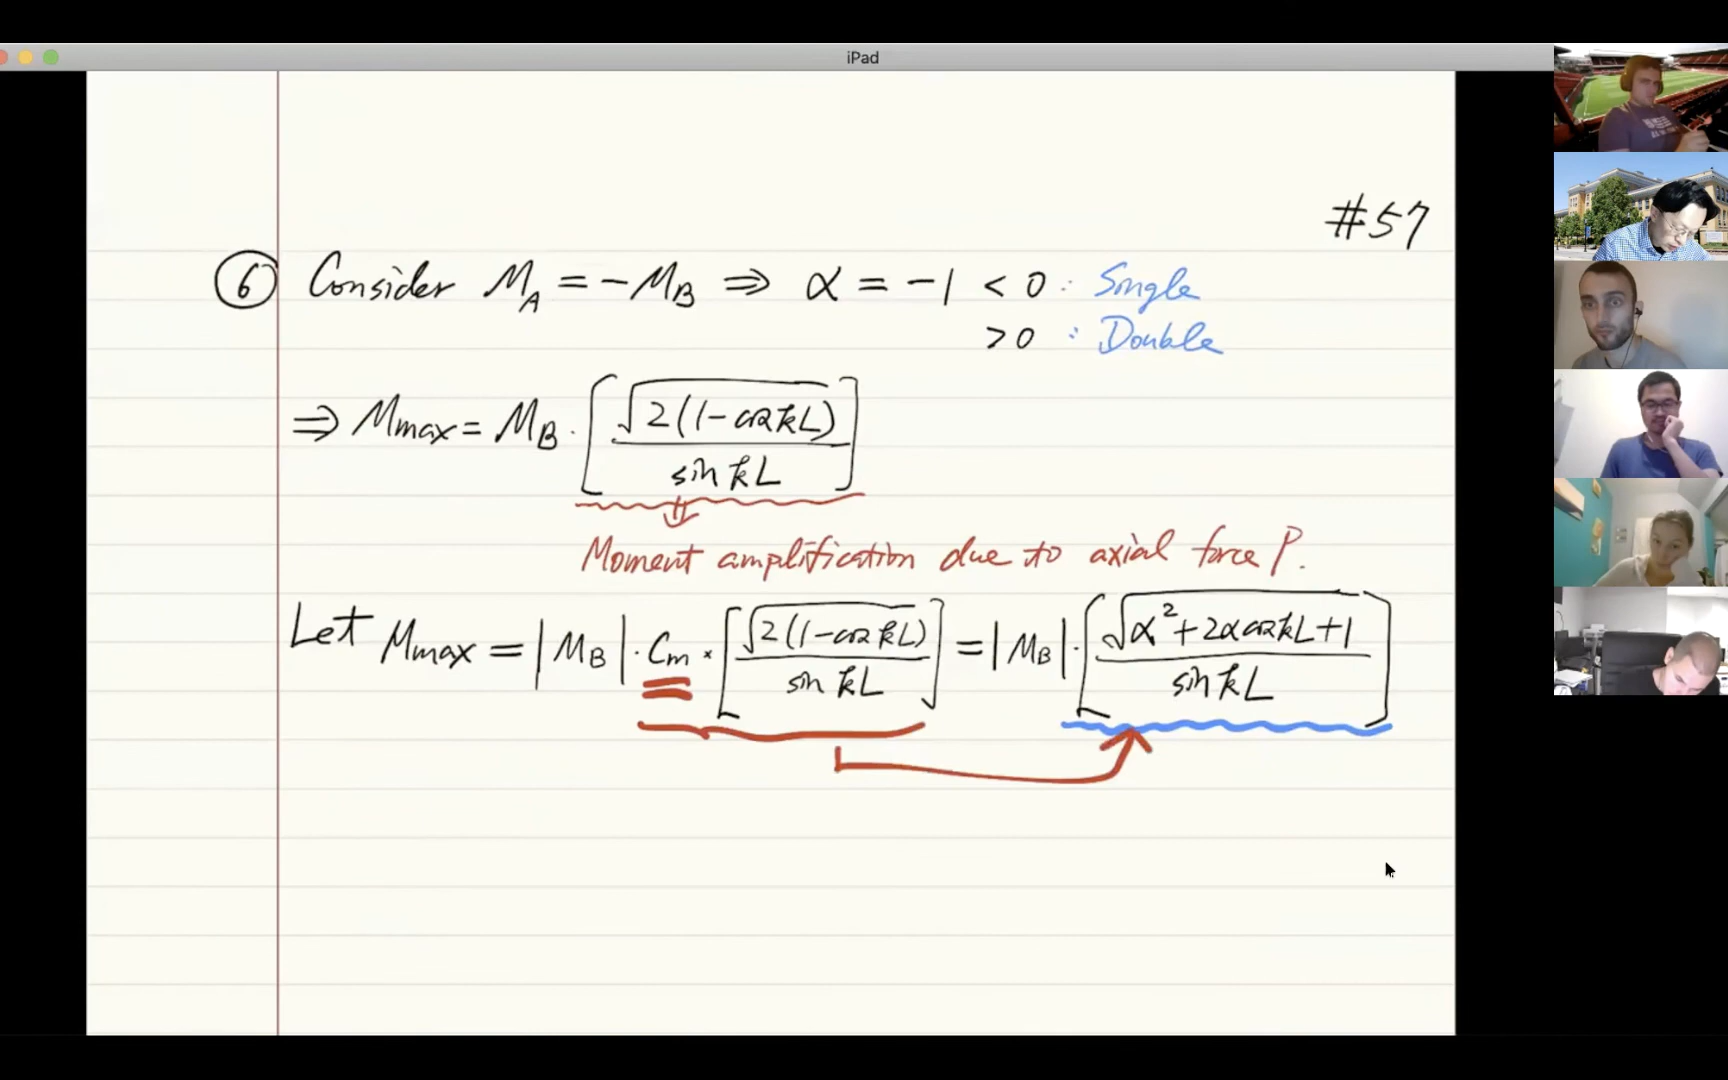 iPad
#57
⑥ Consider M_A = -M_B ⇒ α = -1 < 0 : Single
> 0 : Double
⇒ Mmax = M_B · [√(2(1-cos kL)) / sin kL]
Moment amplification due to axial force P.
Let Mmax = |M_B| · Cm × [√(2(1-cos kL)) / sin kL] = |M_B| · [√(α² + 2α cos kL + 1) / sin kL]